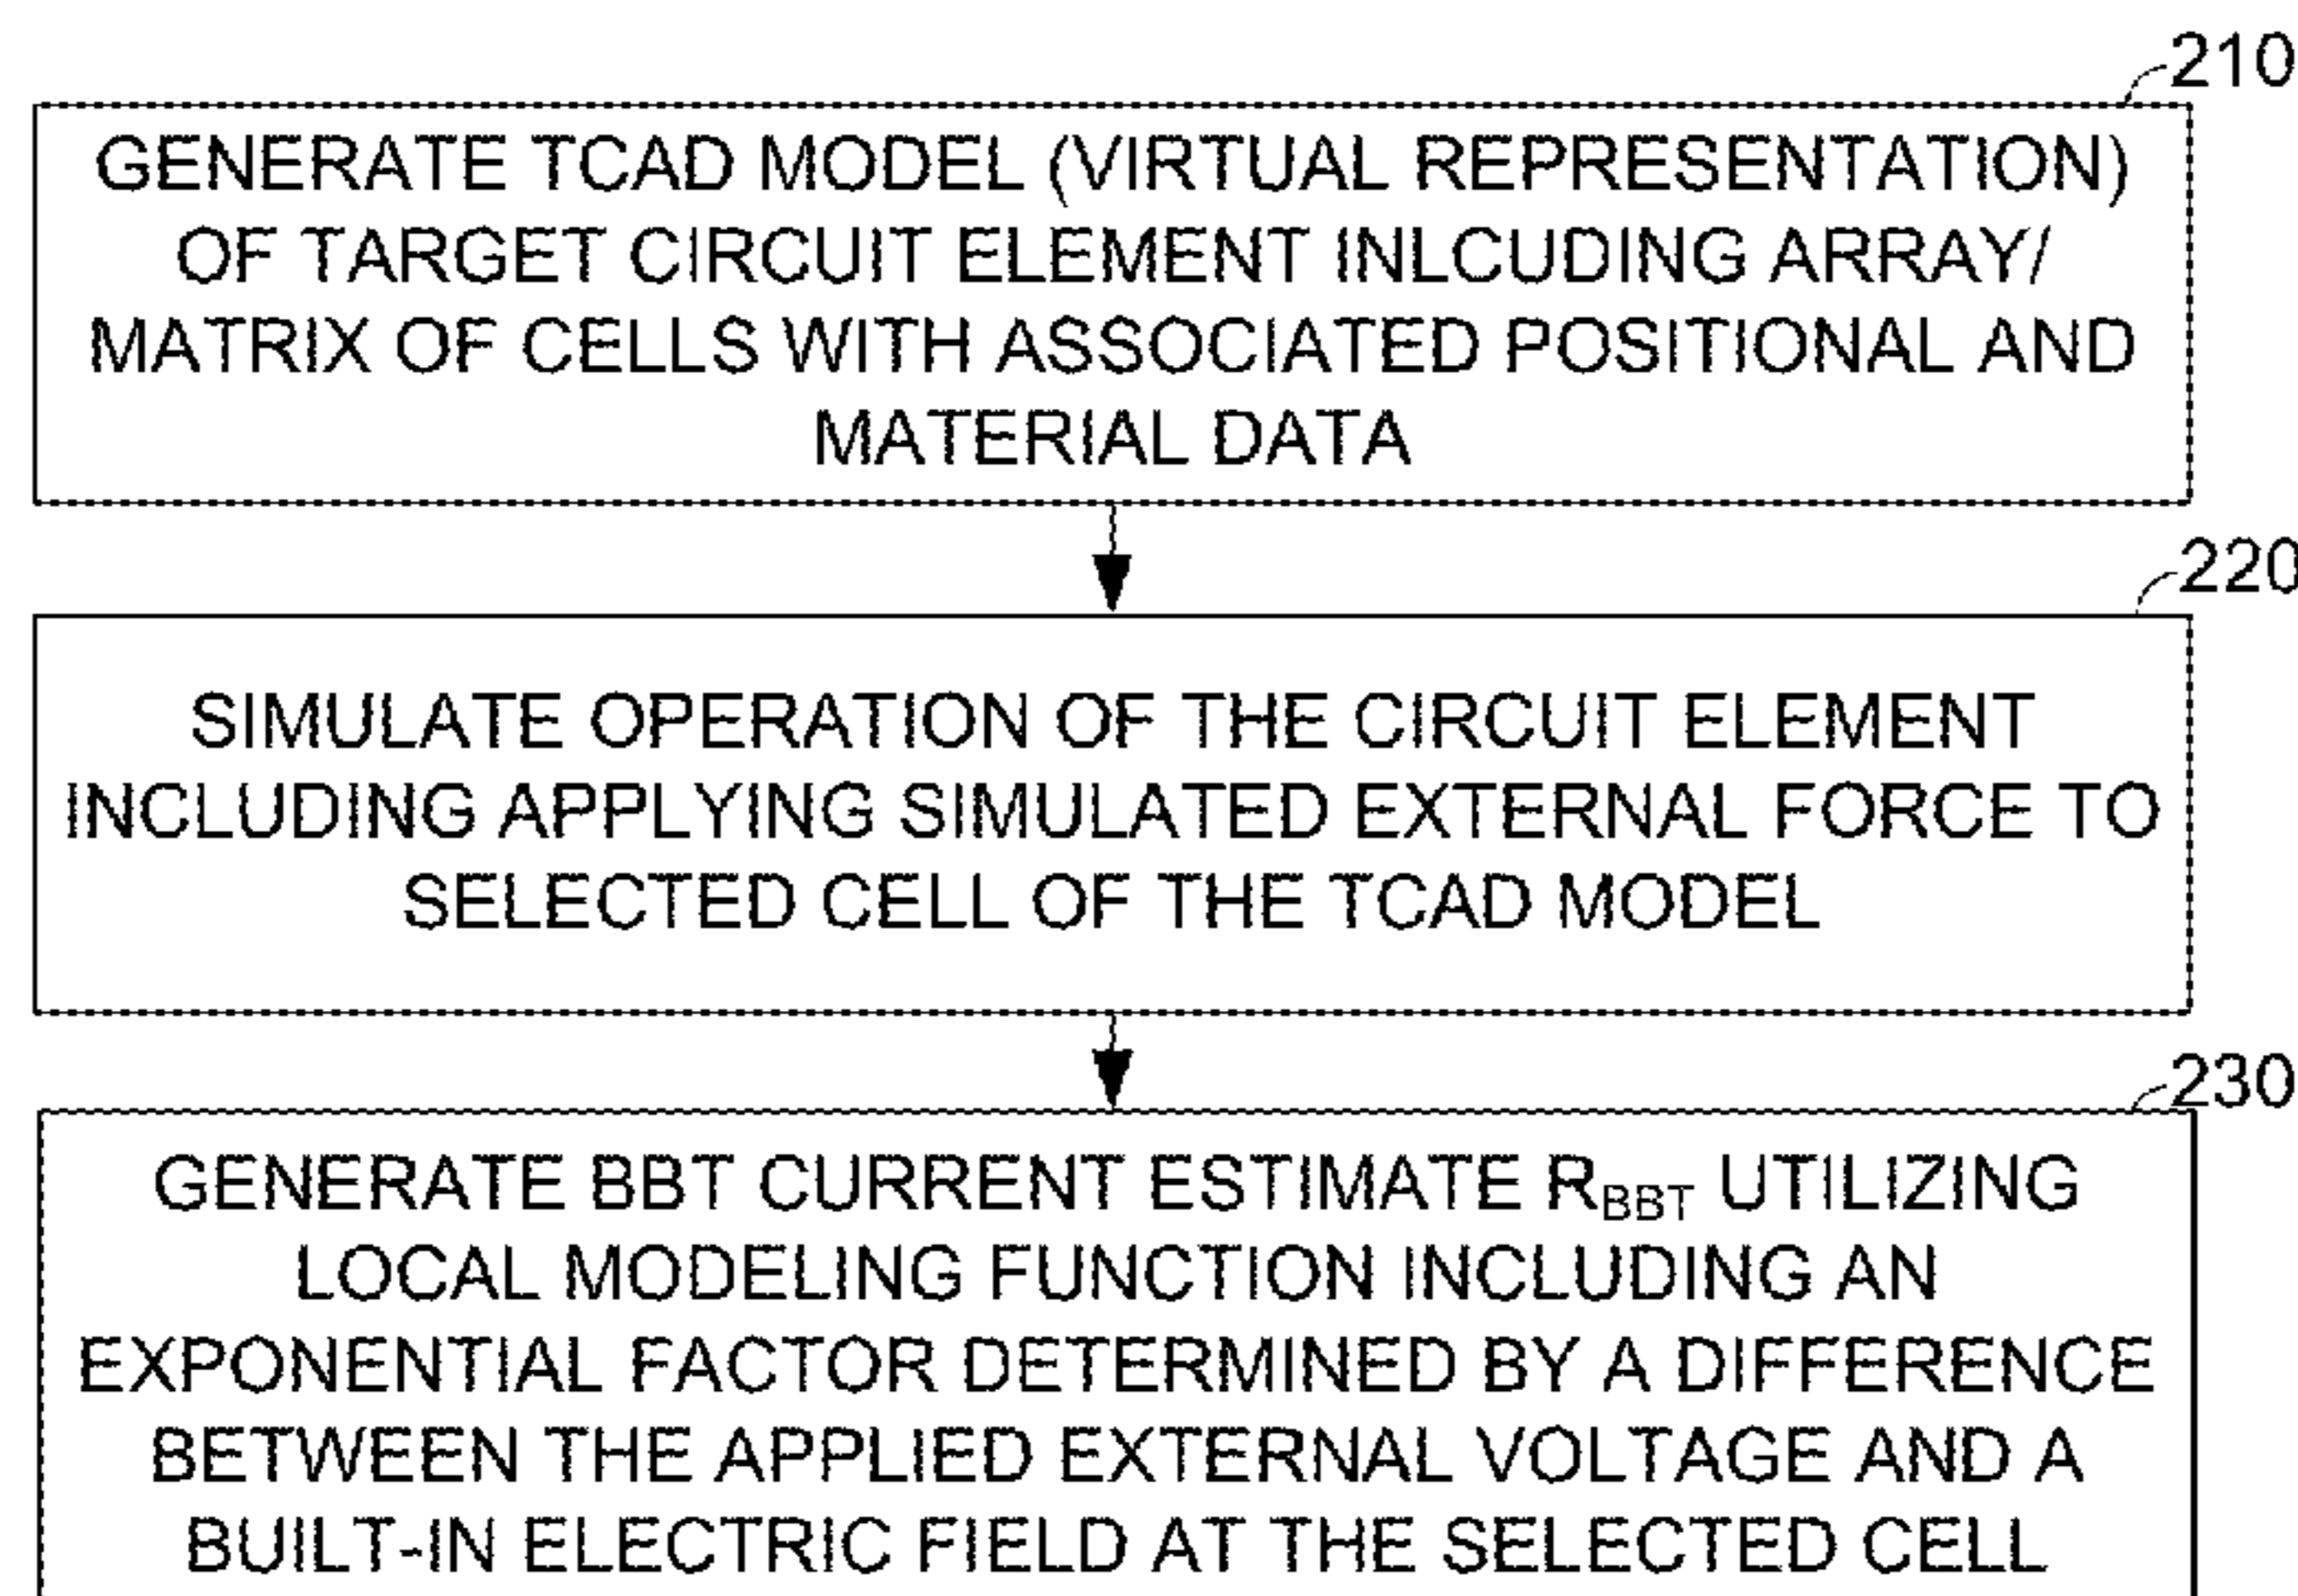 210
GENERATE TCAD MODEL (VIRTUAL REPRESENTATION)
OF TARGET CIRCUIT ELEMENT INLCUDING ARRAY/
MATRIX OF CELLS WITH ASSOCIATED POSITIONAL AND
MATERIAL DATA
220
SIMULATE OPERATION OF THE CIRCUIT ELEMENT
INCLUDING APPLYING SIMULATED EXTERNAL FORCE TO
SELECTED CELL OF THE TCAD MODEL
230
GENERATE BBT CURRENT ESTIMATE R_BBT UTILIZING
LOCAL MODELING FUNCTION INCLUDING AN
EXPONENTIAL FACTOR DETERMINED BY A DIFFERENCE
BETWEEN THE APPLIED EXTERNAL VOLTAGE AND A
BUILT-IN ELECTRIC FIELD AT THE SELECTED CELL